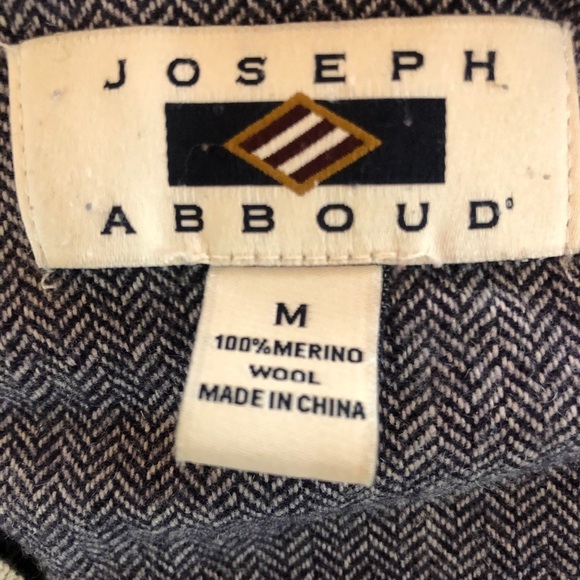 JOSEPH
ABBOUD
M
100% MERINO
WOOL
MADE IN CHINA